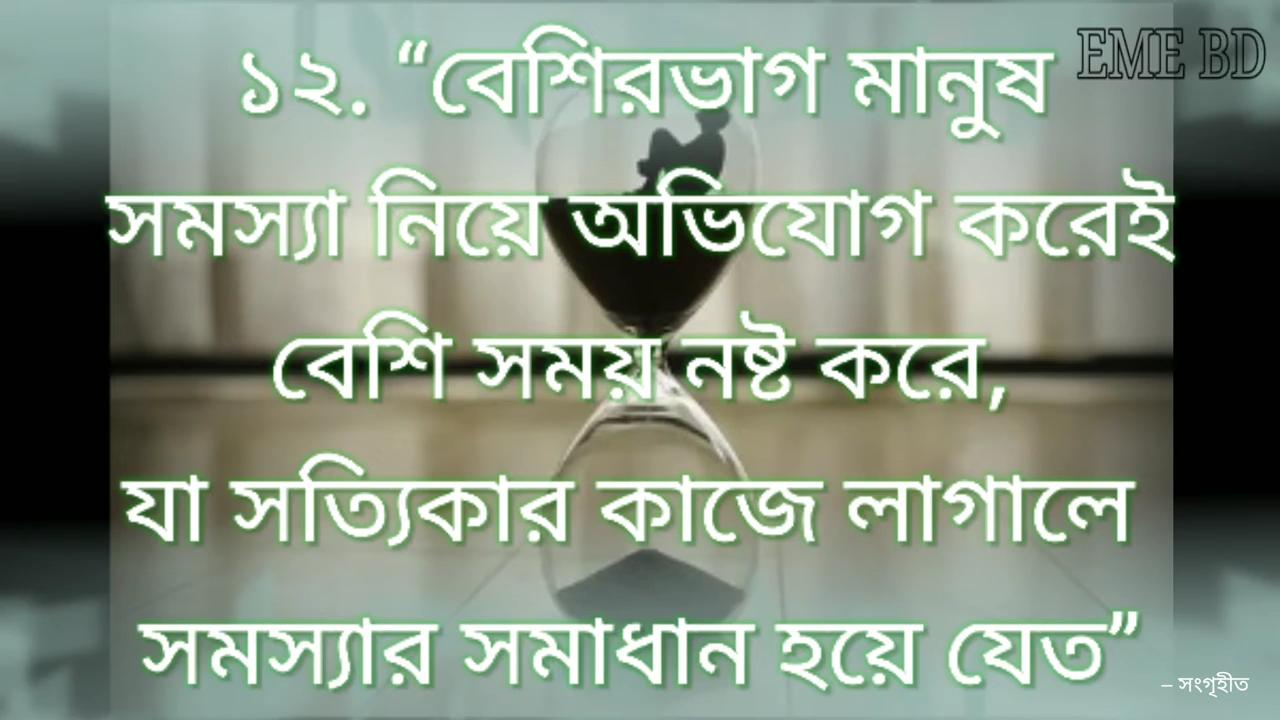 EME BD
১২. “বেশিরভাগ মানুষ
সমস্যা নিয়ে অভিযোগ করেই
বেশি সময় নষ্ট করে,
যা সত্যিকার কাজে লাগালে
সমস্যার সমাধান হয়ে যেত”
– সংগৃহীত